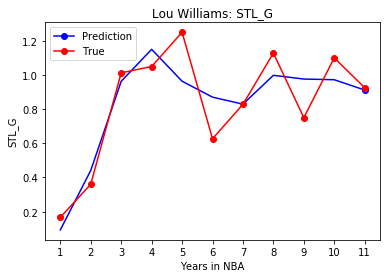 Lou Williams: STL_G
Prediction
True
1.2
1.0
0.8
0.6
0.4
0.2
STL_G
1 2 3 4 5 6 7 8 9 10 11
Years in NBA